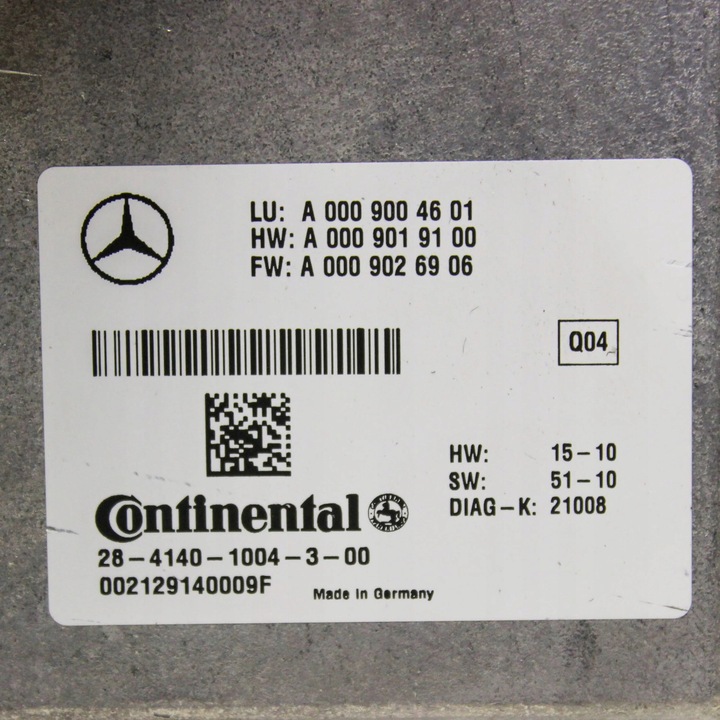 LU: A 000 900 46 01
HW: A 000 901 91 00
FW: A 000 902 69 06
Q04
HW: 15-10
SW: 51-10
DIAG-K: 21008
Continental
28-4140-1004-3-00
002129140009F
Made in Germany